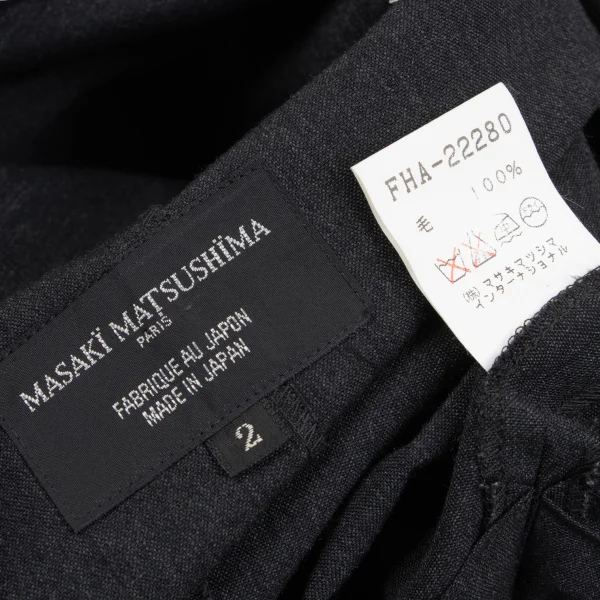 MASAKÏ MATSUSHÏMA
PARIS
FABRIQUE AU JAPON
MADE IN JAPAN
2
FHA-22280
毛 100%
(株)マサキマツシマ
インターナショナル